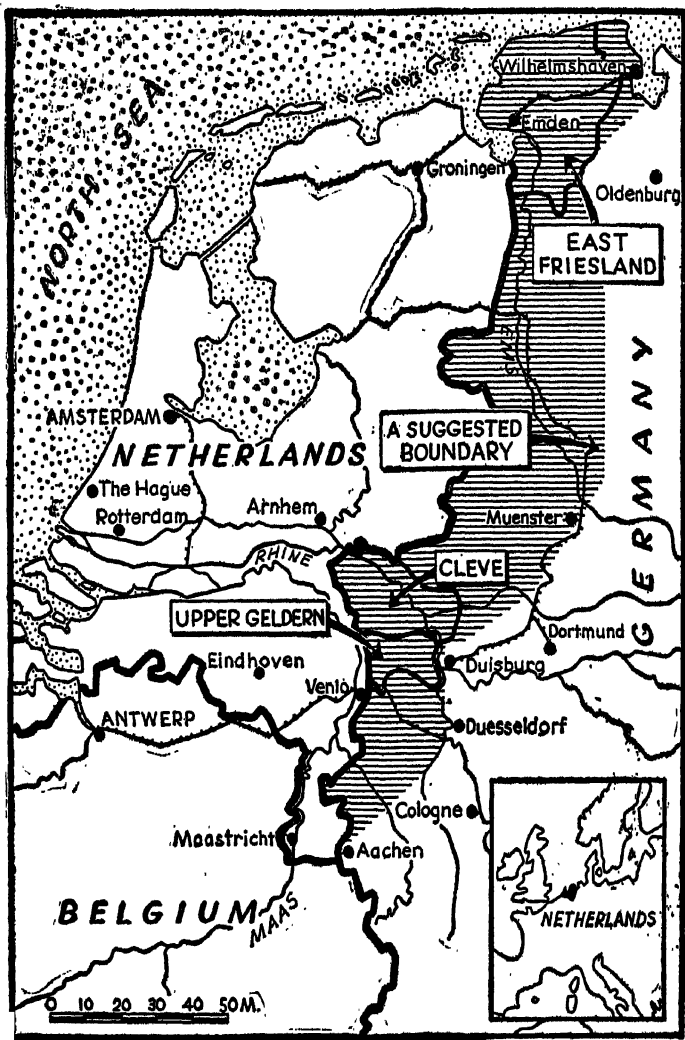 NORTH SEA
Wilhelmshaven
Emden
Groningen
Oldenburg
EAST
FRIESLAND
EMS
GERMANY
AMSTERDAM
NETHERLANDS
A SUGGESTED
BOUNDARY
The Hague
Rotterdam
Arnhem
Muenster
RHINE
CLEVE
UPPER GELDERN
Dortmund
Eindhoven
Duisburg
Venlo
ANTWERP
Duesseldorf
Cologne
Maastricht
Aachen
BELGIUM
MAAS
NETHERLANDS
0 10 20 30 40 50 M.